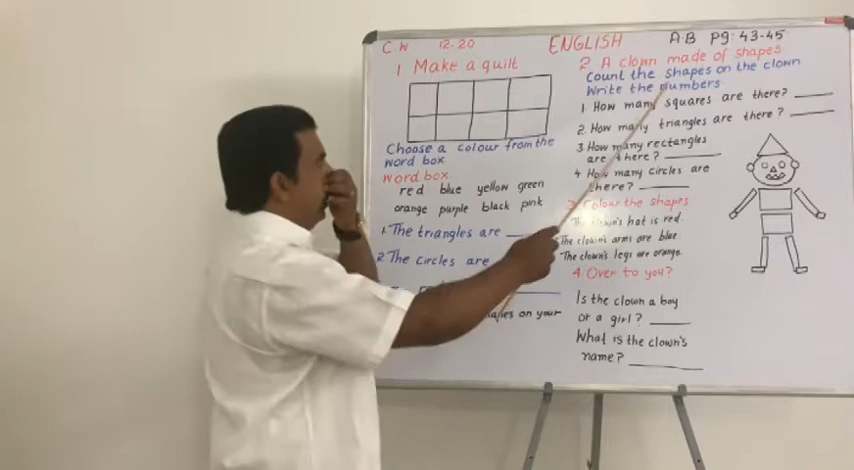 C.W 12-20 ENGLISH A.B Pg: 43-45
1 Make a quilt
Choose a colour from the
word box.
word box.
red blue yellow green
orange purple black pink
1. The triangles are
2. The circles are
on your
2. A clown made of shapes
Count the shapes on the clown
Write the numbers
1. How many squares are there?
2. How many triangles are there?
3 How many rectangles
are there?
4 How many circles are
there?
3 Colour the shapes
The clown's hat is red.
The clown's arms are blue.
The clown's legs are orange.
4 Over to you?
Is the clown a boy
or a girl?
What is the clown's
name?